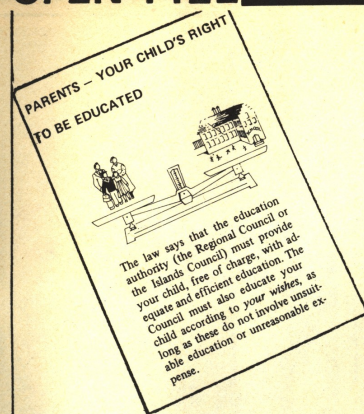 PARENTS – YOUR CHILD'S RIGHT
TO BE EDUCATED
The law says that the education
authority (the Regional Council or
the Islands Council) must provide
your child, free of charge, with ad-
equate and efficient education. The
Council must also educate your
child according to your wishes, as
long as these do not involve unsuit-
able education or unreasonable ex-
pense.